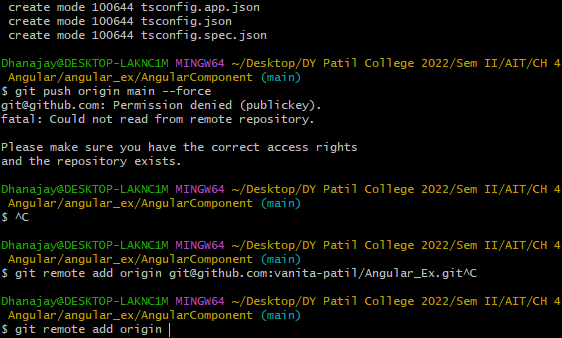 create mode 100644 tsconfig.app.json
create mode 100644 tsconfig.json
create mode 100644 tsconfig.spec.json
Dhanajay@DESKTOP-LAKNC1M MINGW64 ~/Desktop/DY Patil College 2022/Sem II/AIT/CH 4
Angular/angular_ex/AngularComponent (main)
$ git push origin main --force
git@github.com: Permission denied (publickey).
fatal: Could not read from remote repository.
Please make sure you have the correct access rights
and the repository exists.
Dhanajay@DESKTOP-LAKNC1M MINGW64 ~/Desktop/DY Patil College 2022/Sem II/AIT/CH 4
Angular/angular_ex/AngularComponent (main)
$ ^C
Dhanajay@DESKTOP-LAKNC1M MINGW64 ~/Desktop/DY Patil College 2022/Sem II/AIT/CH 4
Angular/angular_ex/AngularComponent (main)
$ git remote add origin git@github.com:vanita-patil/Angular_Ex.git^C
Dhanajay@DESKTOP-LAKNC1M MINGW64 ~/Desktop/DY Patil College 2022/Sem II/AIT/CH 4
Angular/angular_ex/AngularComponent (main)
$ git remote add origin